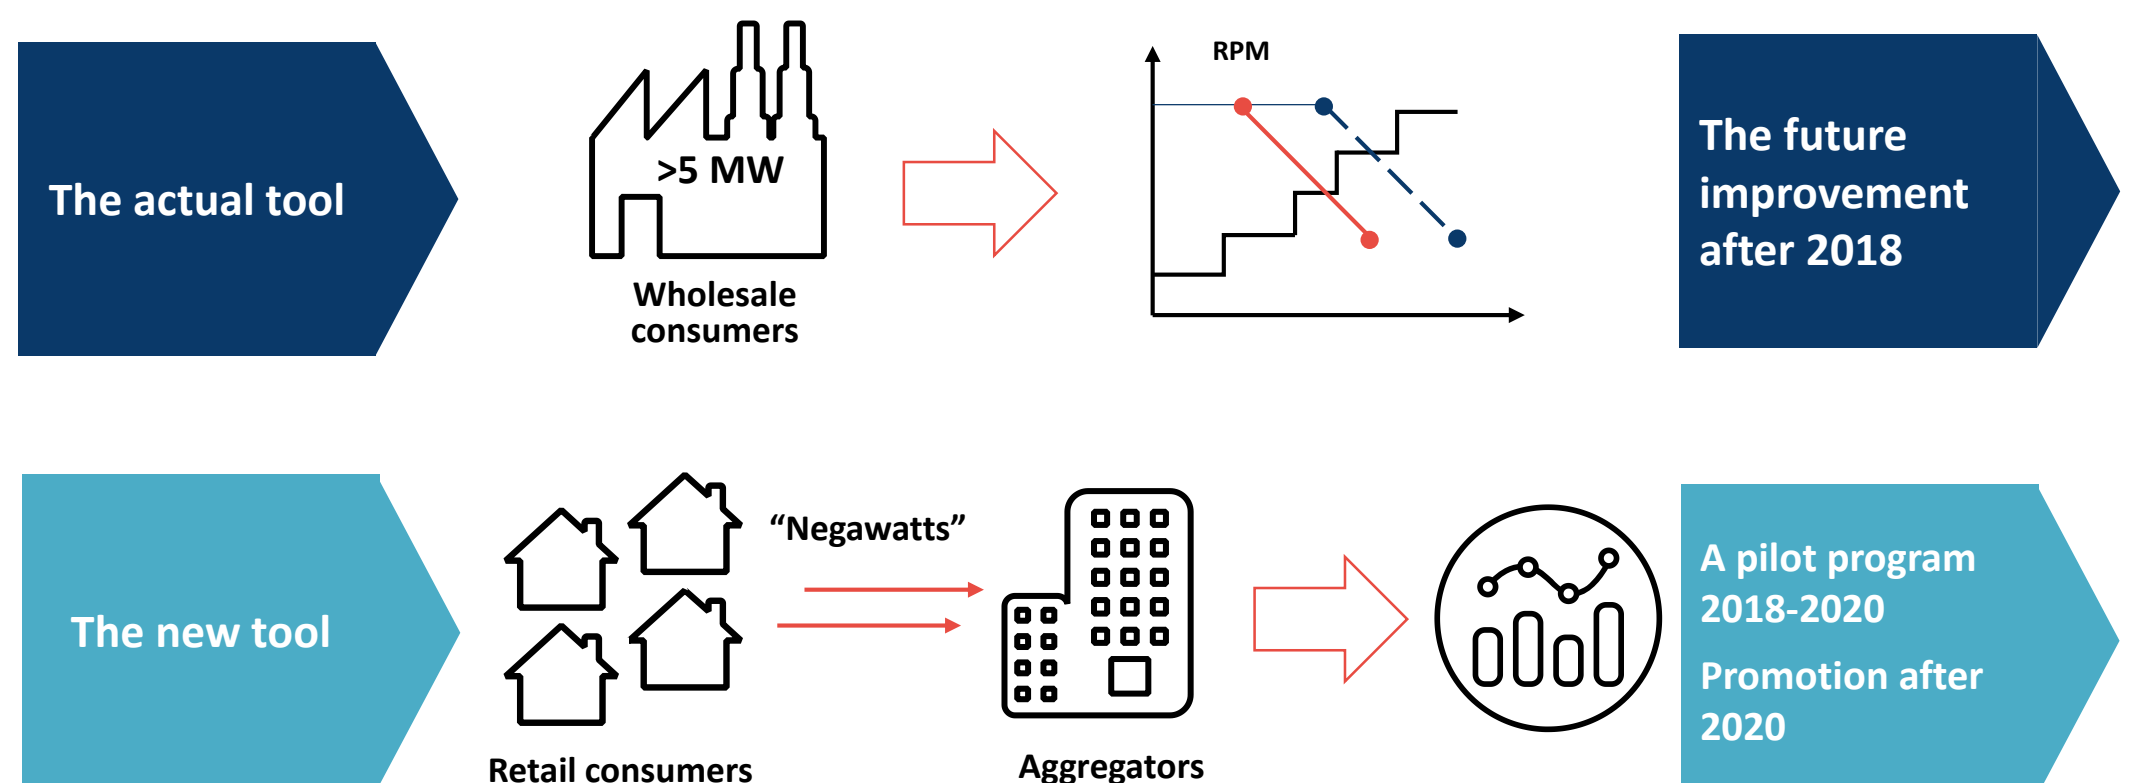 The actual tool
>5 MW
Wholesale
consumers
RPM
The future
improvement
after 2018
The new tool
Retail consumers
“Negawatts”
Aggregators
A pilot program
2018-2020
Promotion after
2020